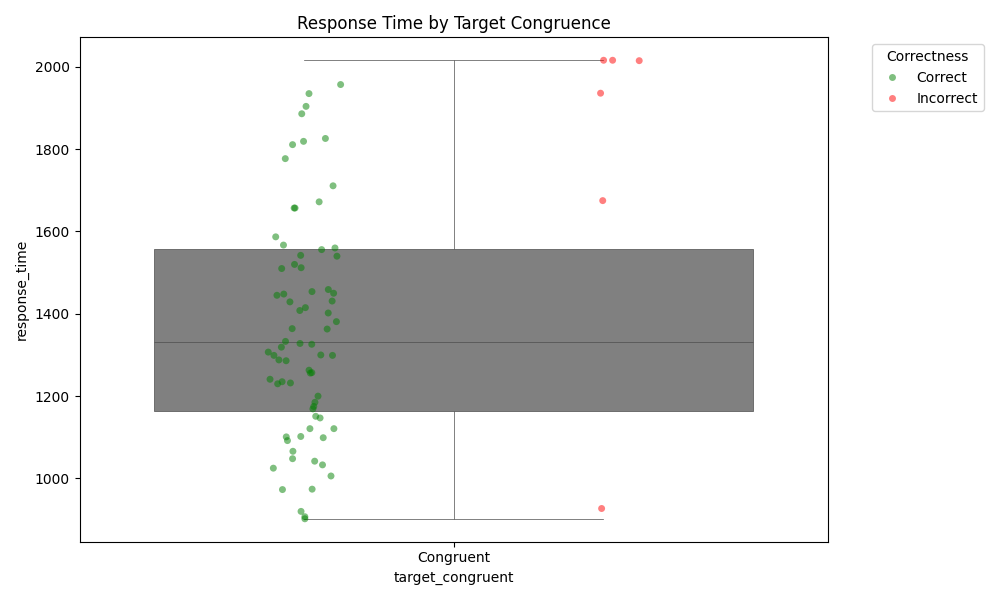 Response Time by Target Congruence
Correctness
Correct
Incorrect
response_time
2000
1800
1600
1400
1200
1000
Congruent
target_congruent